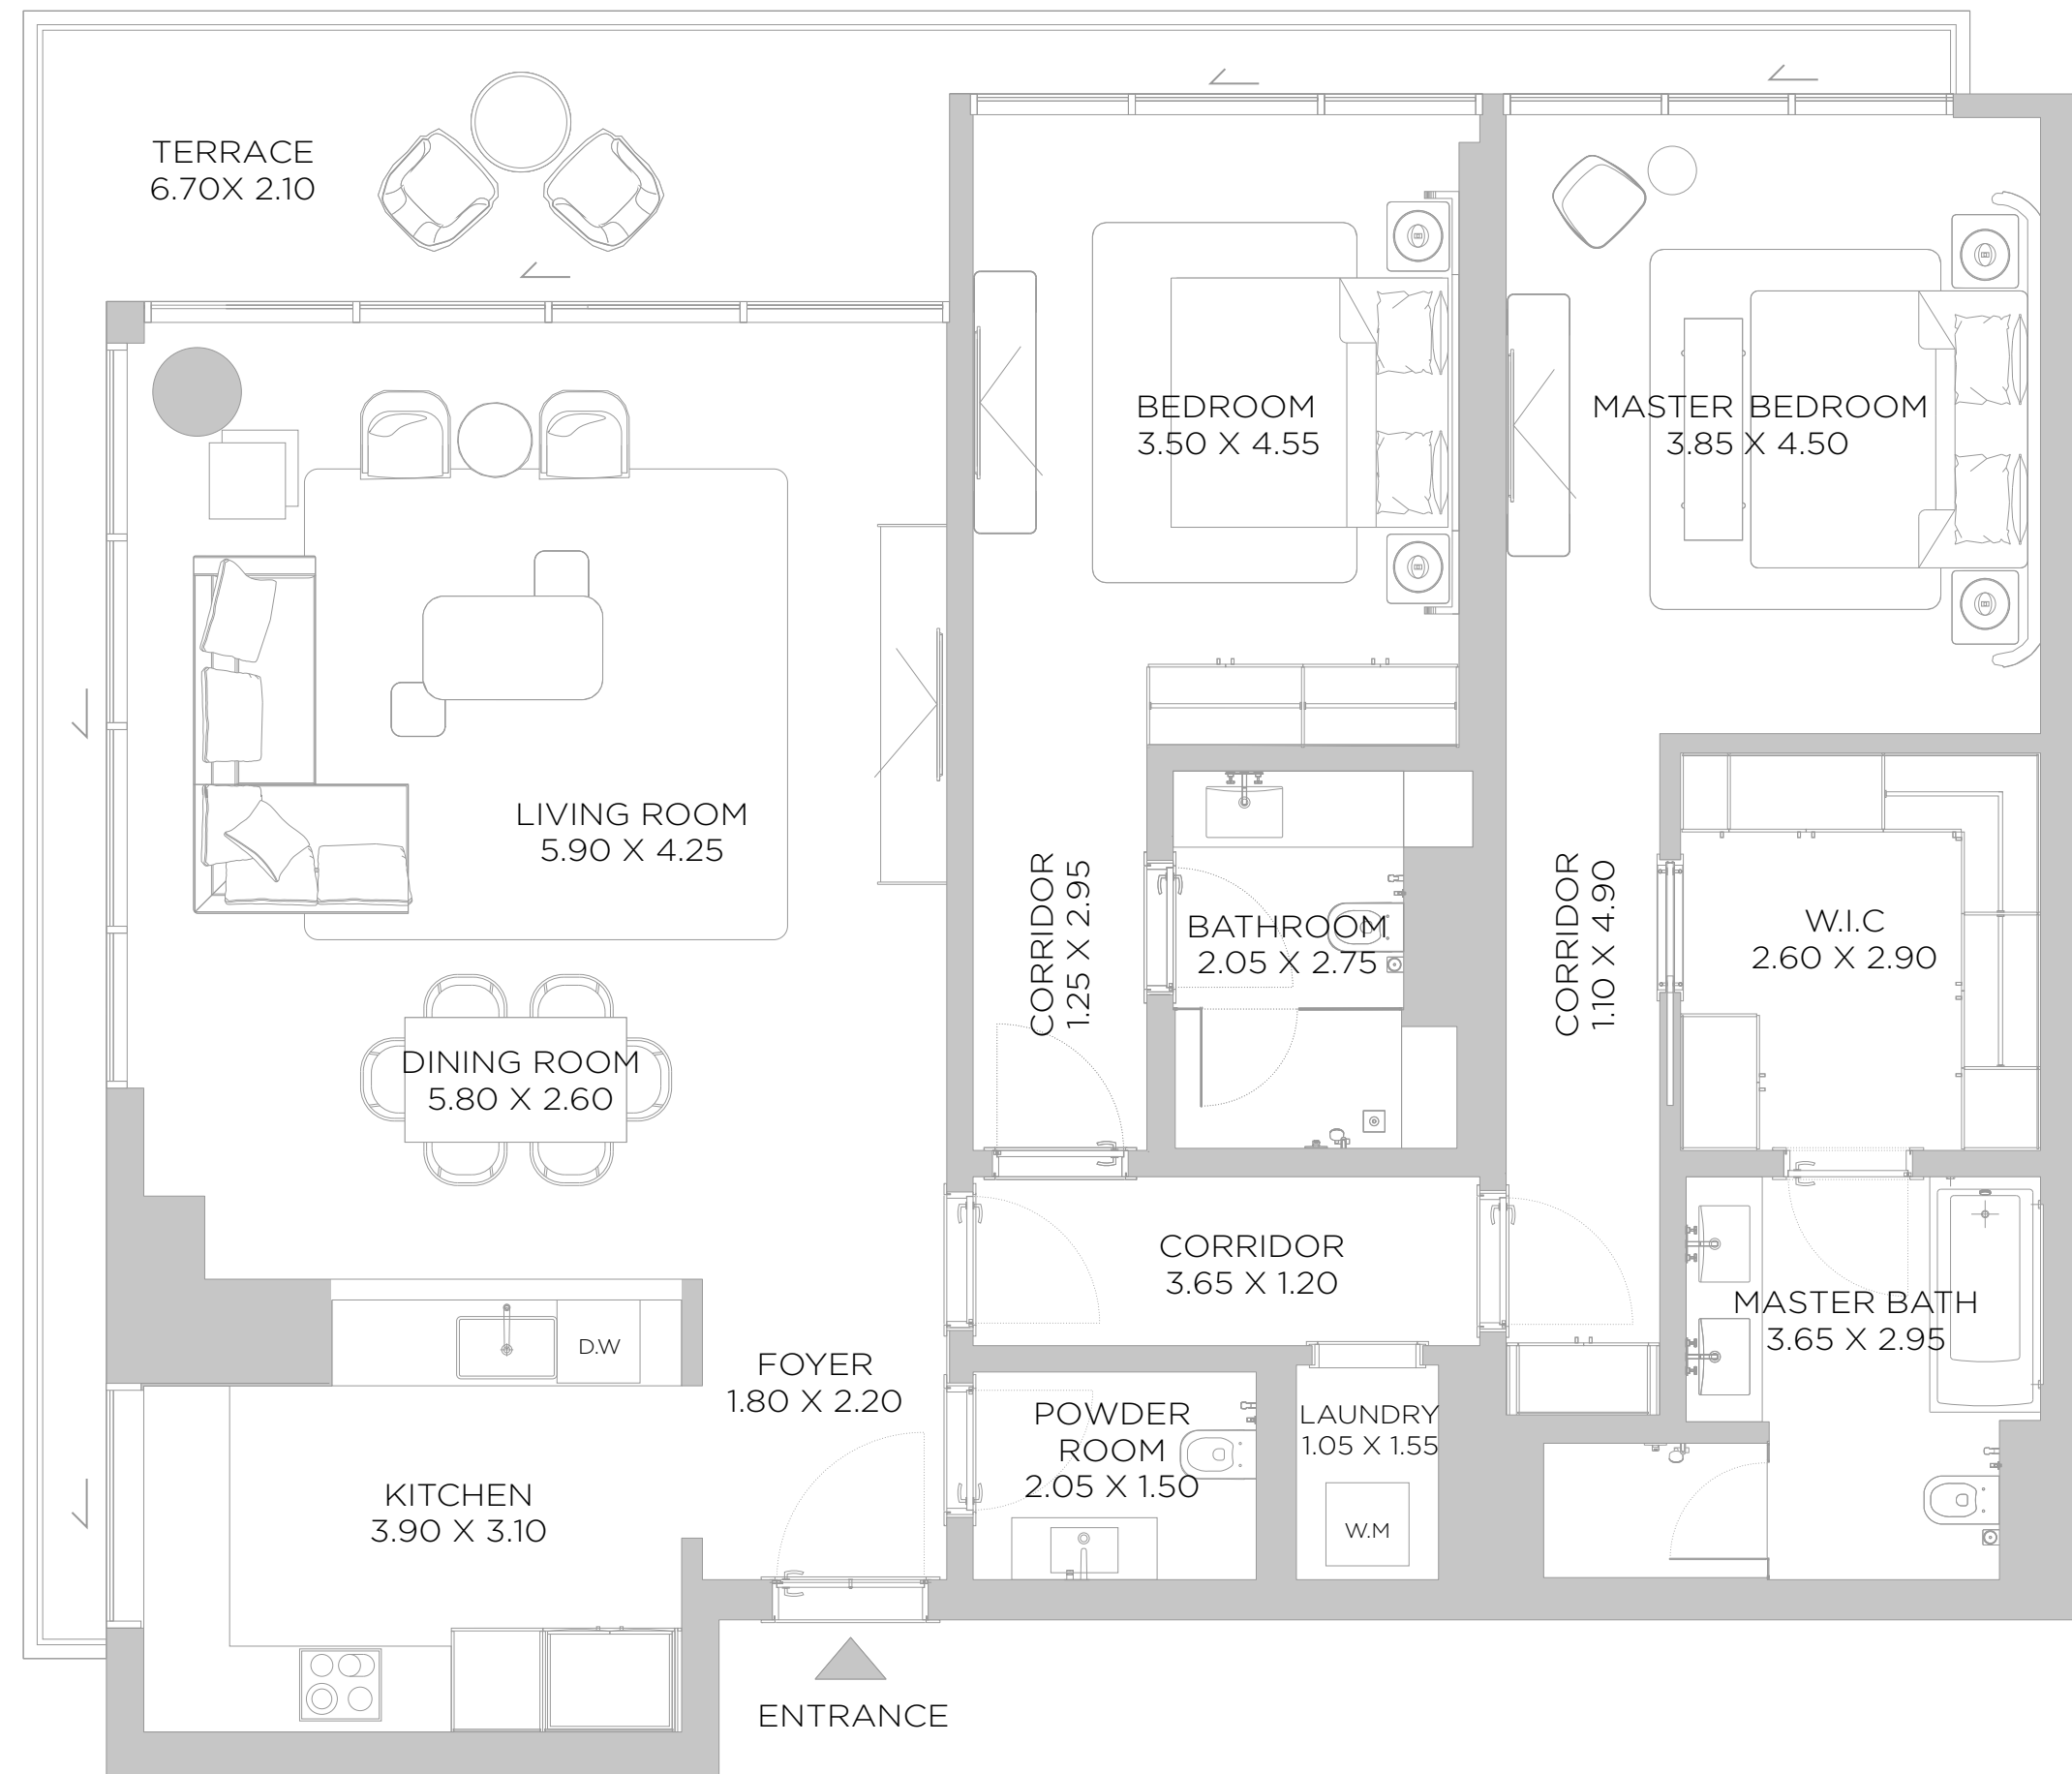 TERRACE
6.70X 2.10
BEDROOM
3.50 X 4.55
MASTER BEDROOM
3.85 X 4.50
LIVING ROOM
5.90 X 4.25
CORRIDOR
1.25 X 2.95
BATHROOM
2.05 X 2.75
CORRIDOR
1.10 X 4.90
W.I.C
2.60 X 2.90
DINING ROOM
5.80 X 2.60
CORRIDOR
3.65 X 1.20
MASTER BATH
3.65 X 2.95
D.W
FOYER
1.80 X 2.20
POWDER
ROOM
2.05 X 1.50
LAUNDRY
1.05 X 1.55
W.M
KITCHEN
3.90 X 3.10
ENTRANCE